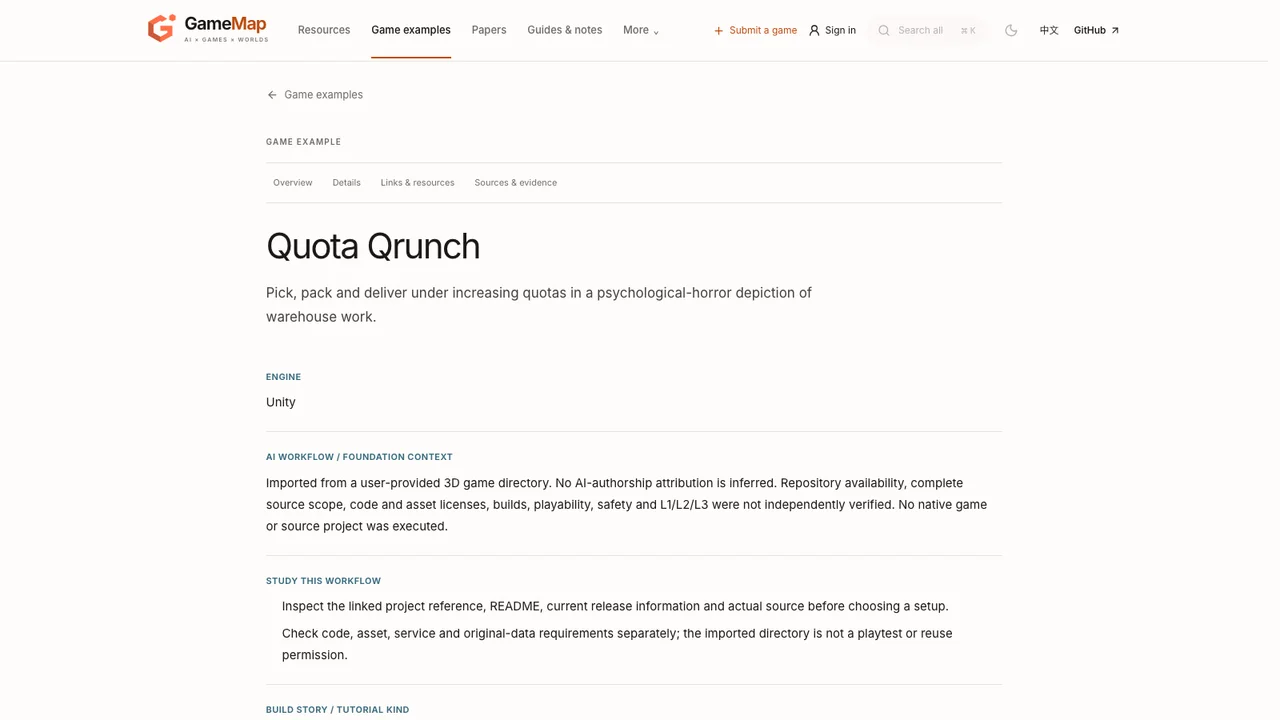 GameMap
AI × GAMES × WORLDS
Resources
Game examples
Papers
Guides & notes
More
Submit a game
Sign in
Search all
⌘ K
中文
GitHub
Game examples
GAME EXAMPLE
Overview
Details
Links & resources
Sources & evidence
Quota Qrunch
Pick, pack and deliver under increasing quotas in a psychological-horror depiction of
warehouse work.
ENGINE
Unity
AI WORKFLOW / FOUNDATION CONTEXT
Imported from a user-provided 3D game directory. No AI-authorship attribution is inferred. Repository availability, complete
source scope, code and asset licenses, builds, playability, safety and L1/L2/L3 were not independently verified. No native game
or source project was executed.
STUDY THIS WORKFLOW
Inspect the linked project reference, README, current release information and actual source before choosing a setup.
Check code, asset, service and original-data requirements separately; the imported directory is not a playtest or reuse
permission.
BUILD STORY / TUTORIAL KIND